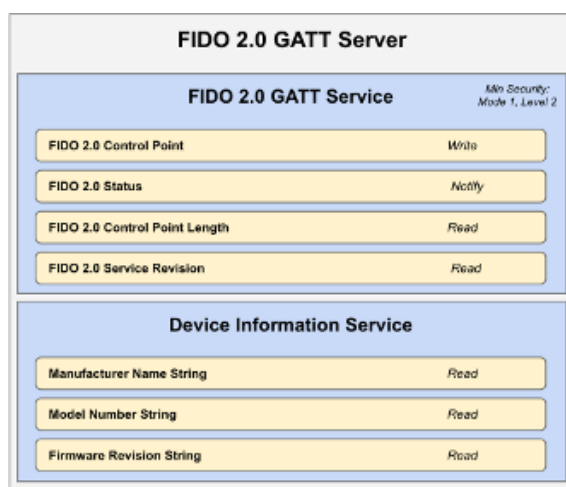 FIDO 2.0 GATT Server
FIDO 2.0 GATT Service
Min Security:
Mode 1, Level 2
FIDO 2.0 Control Point Write
FIDO 2.0 Status Notify
FIDO 2.0 Control Point Length Read
FIDO 2.0 Service Revision Read
Device Information Service
Manufacturer Name String Read
Model Number String Read
Firmware Revision String Read